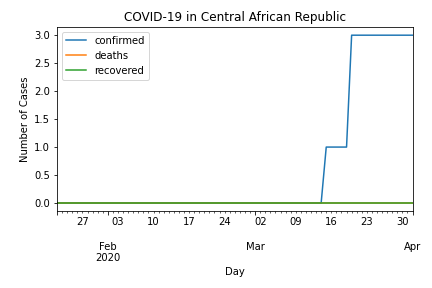 COVID-19 in Central African Republic
confirmed
deaths
recovered
Number of Cases
3.0
2.5
2.0
1.5
1.0
0.5
0.0
27 03 10 17 24 02 09 16 23 30
Feb Mar Apr
2020
Day